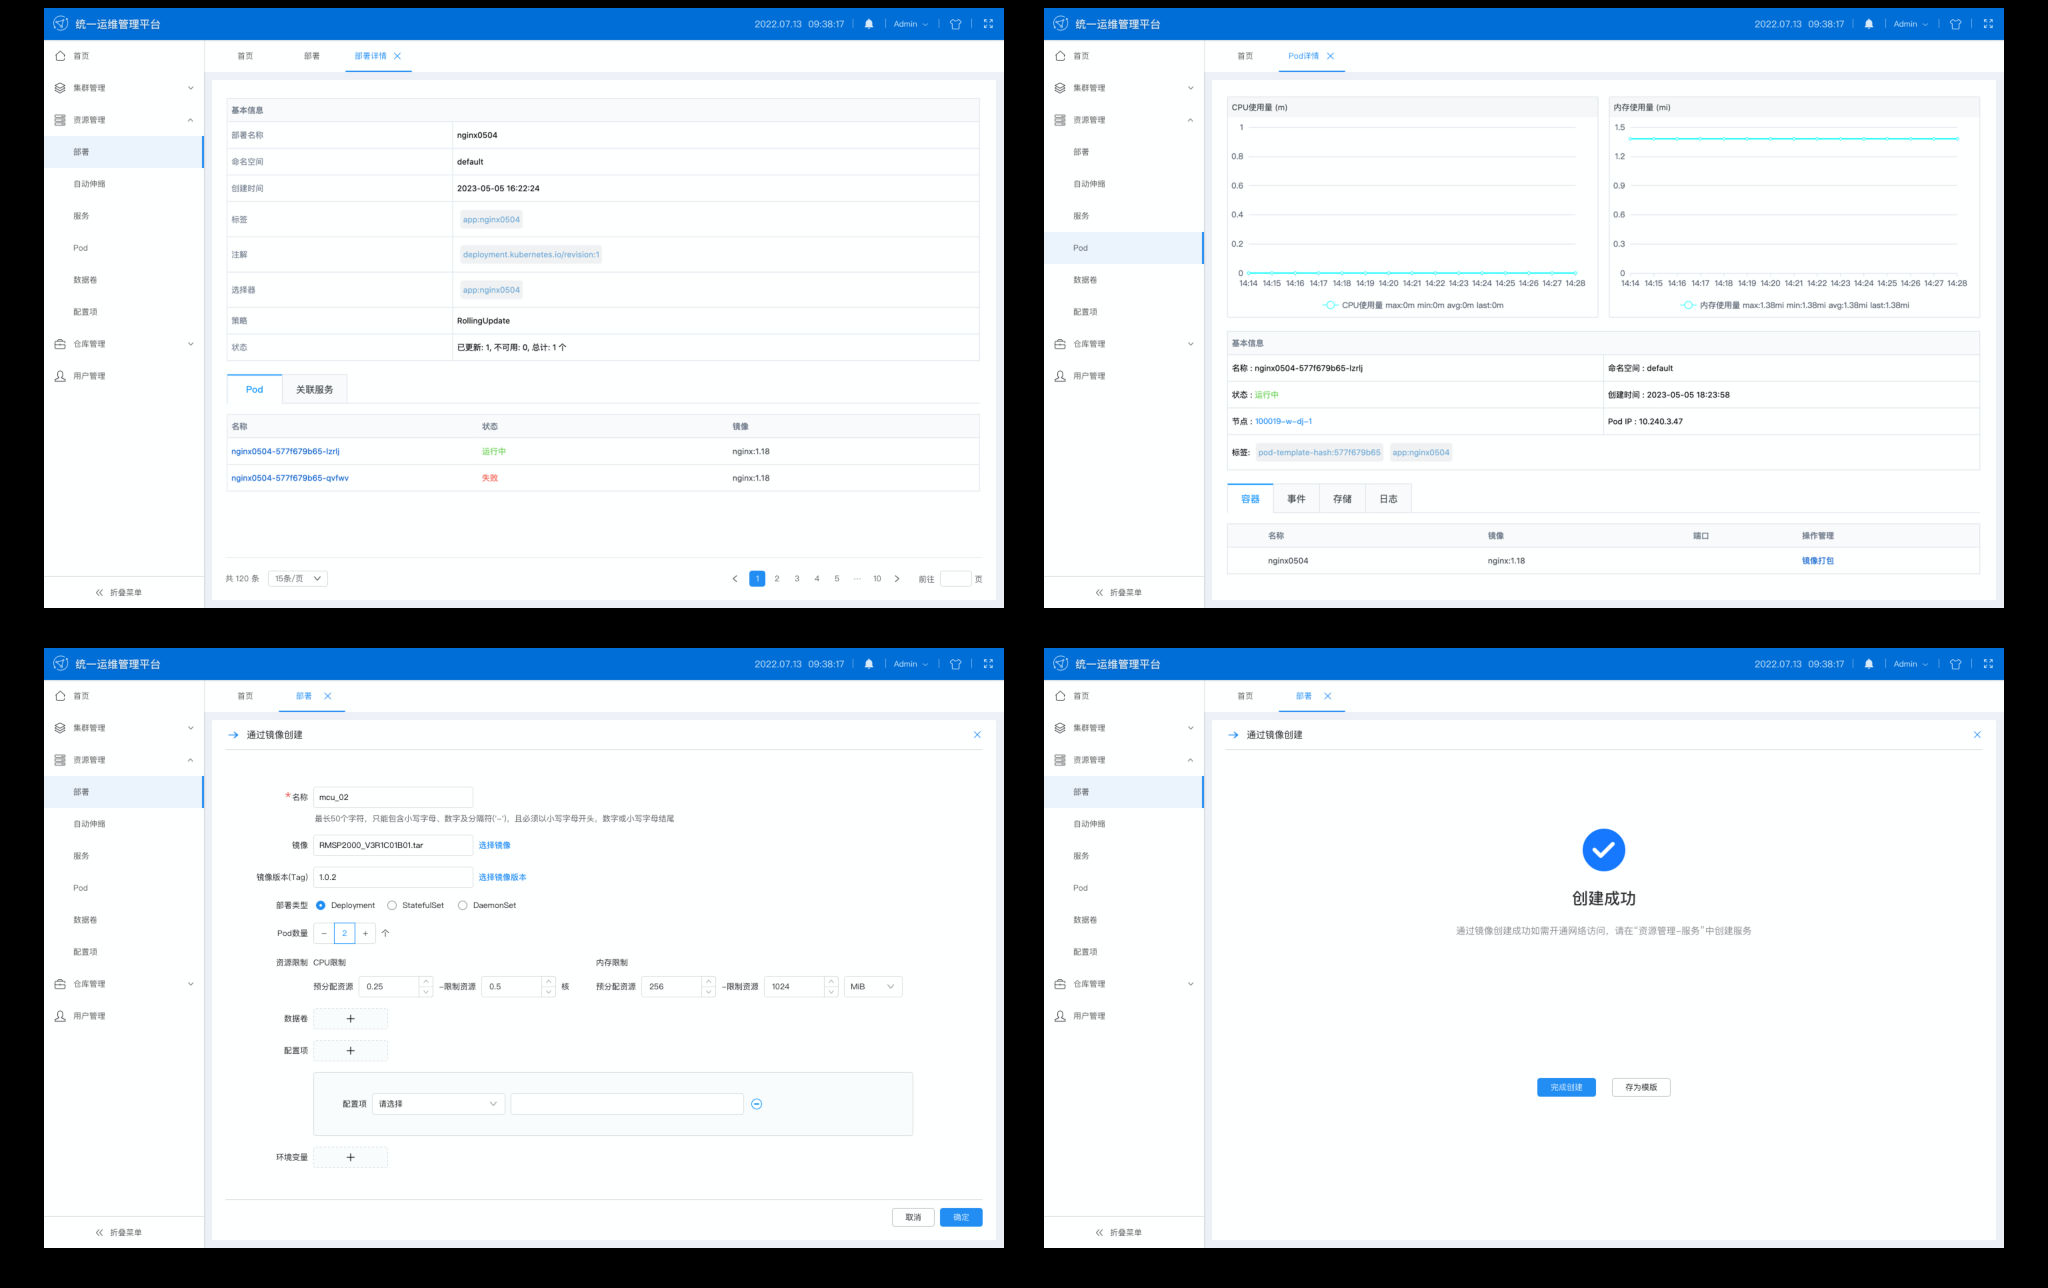 统一运维管理平台
2022.07.13 09:38:17
Admin
首页
集群管理
资源管理
部署
自动伸缩
服务
Pod
数据卷
配置项
仓库管理
用户管理
折叠菜单
首页 部署 部署详情
基本信息
部署名称 nginx0504
命名空间 default
创建时间 2023-05-05 16:22:24
标签 app:nginx0504
注解 deployment.kubernetes.io/revision:1
选择器 app:nginx0504
策略 RollingUpdate
状态 已更新: 1, 不可用: 0, 总计: 1 个
Pod 关联服务
名称 状态 镜像
nginx0504-577f679b65-lzrlj 运行中 nginx:1.18
nginx0504-577f679b65-qvfwv 失败 nginx:1.18
共 120 条 15条/页 1 2 3 4 5 ··· 10 前往 页
统一运维管理平台
2022.07.13 09:38:17
Admin
首页
集群管理
资源管理
部署
自动伸缩
服务
Pod
数据卷
配置项
仓库管理
用户管理
折叠菜单
首页 Pod详情
CPU使用量 (m)
1
0.8
0.6
0.4
0.2
0
14:14 14:15 14:16 14:17 14:18 14:19 14:20 14:21 14:22 14:23 14:24 14:25 14:26 14:27 14:28
CPU使用量 max:0m min:0m avg:0m last:0m
内存使用量 (mi)
1.5
1.2
0.9
0.6
0.3
0
14:14 14:15 14:16 14:17 14:18 14:19 14:20 14:21 14:22 14:23 14:24 14:25 14:26 14:27 14:28
内存使用量 max:1.38mi min:1.38mi avg:1.38mi last:1.38mi
基本信息
名称 : nginx0504-577f679b65-lzrlj 命名空间 : default
状态 : 运行中 创建时间 : 2023-05-05 18:23:58
节点 : 100019-w-dj-1 Pod IP : 10.240.3.47
标签: pod-template-hash:577f679b65 app:nginx0504
容器 事件 存储 日志
名称 镜像 端口 操作管理
nginx0504 nginx:1.18 镜像打包
统一运维管理平台
2022.07.13 09:38:17
Admin
首页
集群管理
资源管理
部署
自动伸缩
服务
Pod
数据卷
配置项
仓库管理
用户管理
折叠菜单
首页 部署
通过镜像创建
*名称 mcu_02
最长50个字符，只能包含小写字母、数字及分隔符('-')，且必须以小写字母开头，数字或小写字母结尾
镜像 RMSP2000_V3R1C01B01.tar 选择镜像
镜像版本(Tag) 1.0.2 选择镜像版本
部署类型 Deployment StatefulSet DaemonSet
Pod数量 − 2 + 个
资源限制 CPU限制 内存限制
预分配资源 0.25 -限制资源 0.5 核 预分配资源 256 -限制资源 1024 MiB
数据卷 +
配置项 +
配置项 请选择
环境变量 +
取消 确定
统一运维管理平台
2022.07.13 09:38:17
Admin
首页
集群管理
资源管理
部署
自动伸缩
服务
Pod
数据卷
配置项
仓库管理
用户管理
折叠菜单
首页 部署
通过镜像创建
创建成功
通过镜像创建成功如需开通网络访问，请在“资源管理-服务”中创建服务
完成创建 存为模版